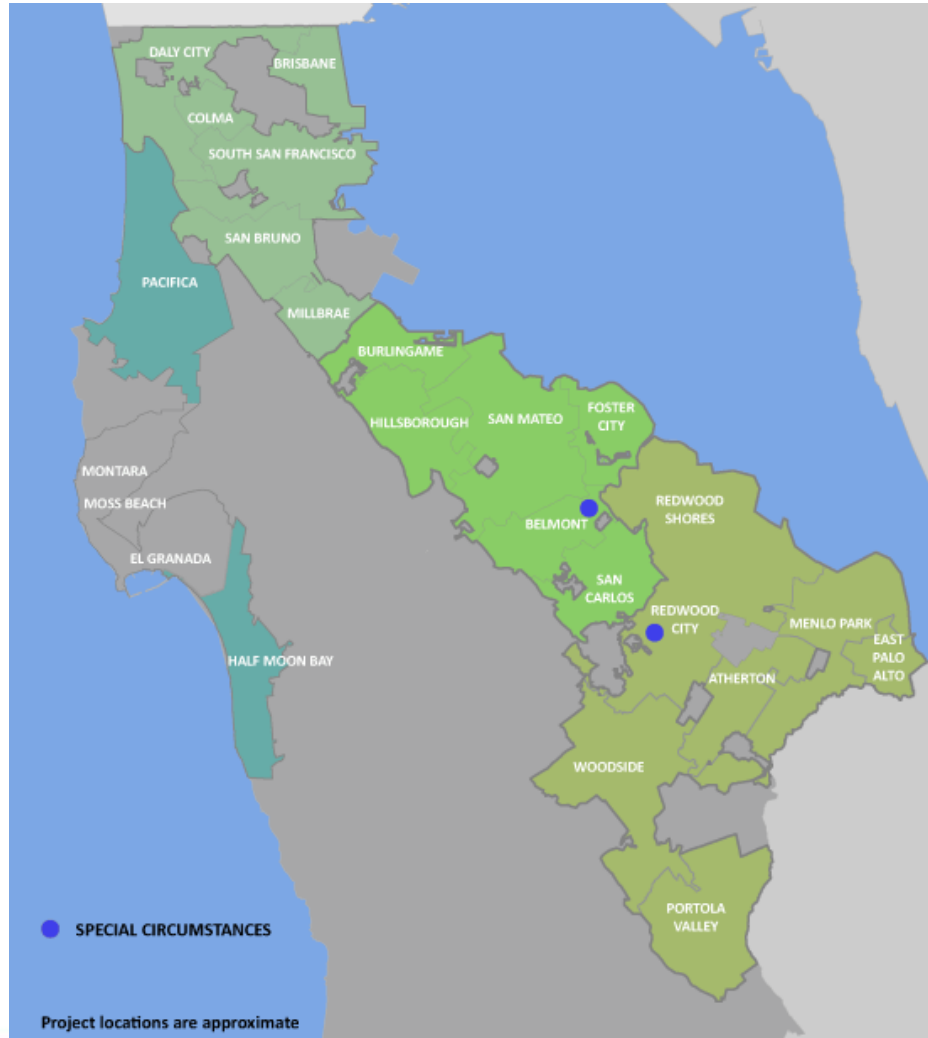 DALY CITY
BRISBANE
COLMA
SOUTH SAN FRANCISCO
SAN BRUNO
PACIFICA
MILLBRAE
BURLINGAME
HILLSBOROUGH
SAN MATEO
FOSTER
CITY
MONTARA
MOSS BEACH
EL GRANADA
BELMONT
REDWOOD
SHORES
SAN
CARLOS
REDWOOD
CITY
MENLO PARK
EAST
PALO
ALTO
HALF MOON BAY
ATHERTON
WOODSIDE
PORTOLA
VALLEY
SPECIAL CIRCUMSTANCES
Project locations are approximate